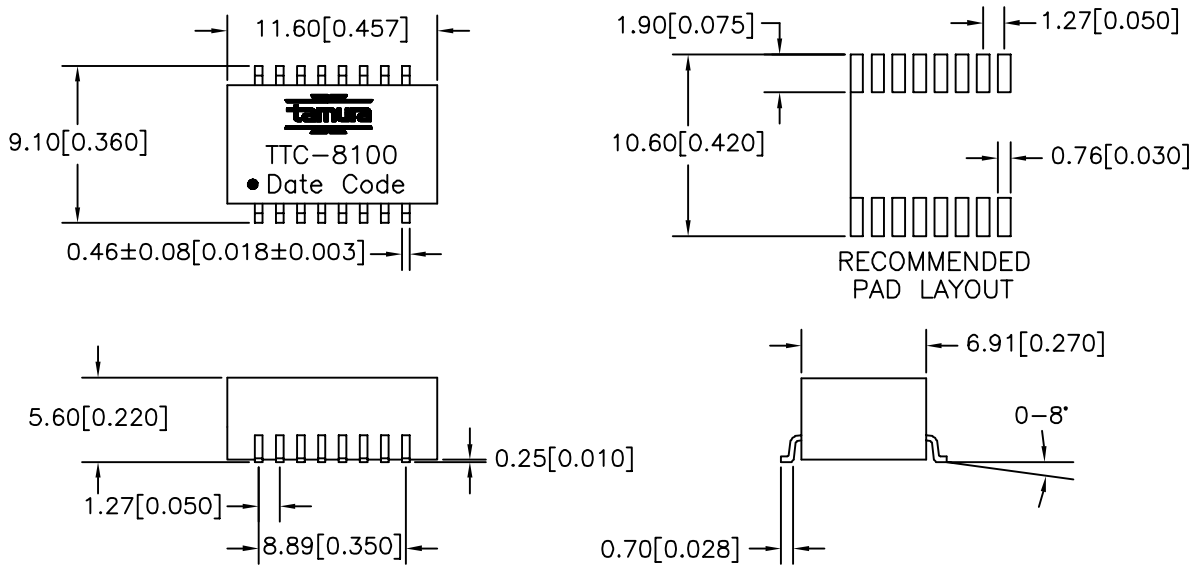 11.60[0.457]
9.10[0.360]
tamura
TTC-8100
Date Code
0.46±0.08[0.018±0.003]
1.90[0.075]
1.27[0.050]
10.60[0.420]
0.76[0.030]
RECOMMENDED
PAD LAYOUT
5.60[0.220]
0.25[0.010]
1.27[0.050]
8.89[0.350]
6.91[0.270]
0-8°
0.70[0.028]